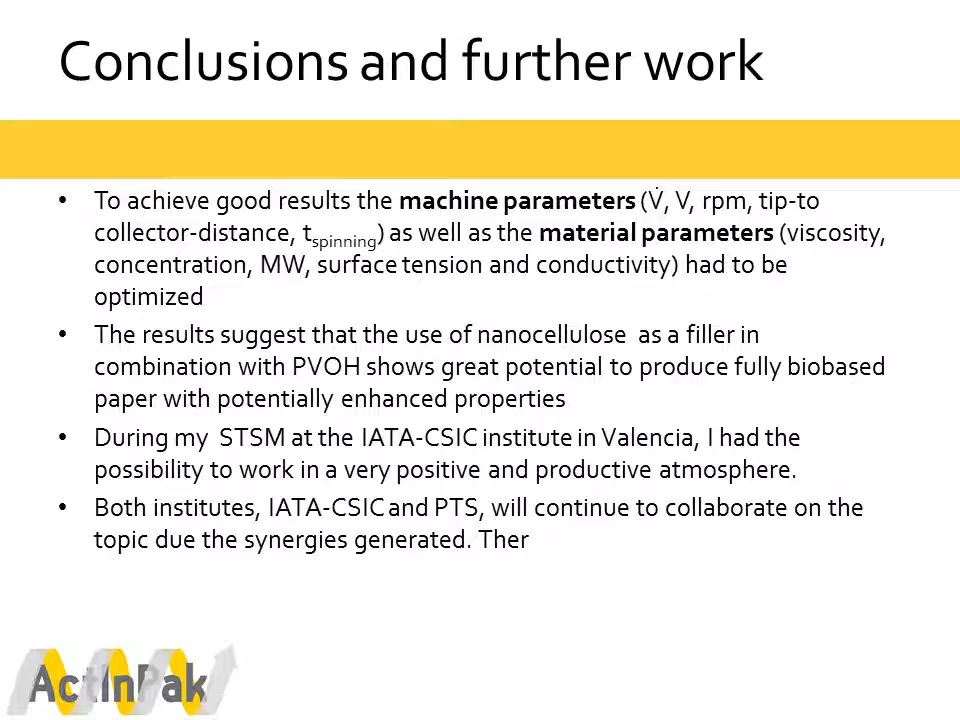 Conclusions and further work
• To achieve good results the machine parameters (V̇, V, rpm, tip-to
collector-distance, tspinning) as well as the material parameters (viscosity,
concentration, MW, surface tension and conductivity) had to be
optimized
• The results suggest that the use of nanocellulose as a filler in
combination with PVOH shows great potential to produce fully biobased
paper with potentially enhanced properties
• During my STSM at the IATA-CSIC institute in Valencia, I had the
possibility to work in a very positive and productive atmosphere.
• Both institutes, IATA-CSIC and PTS, will continue to collaborate on the
topic due the synergies generated. Ther
ActInPak